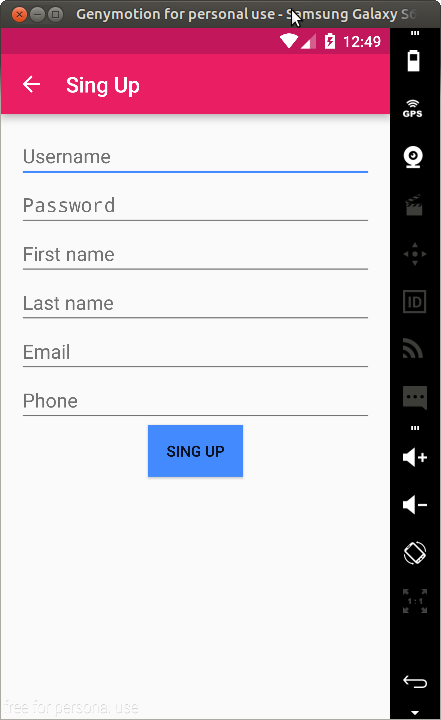 Genymotion for personal use - Samsung Galaxy S6
12:49
Sing Up
GPS
Username
Password
First name
ID
Last name
Email
Phone
SING UP
1:1
free for personal use